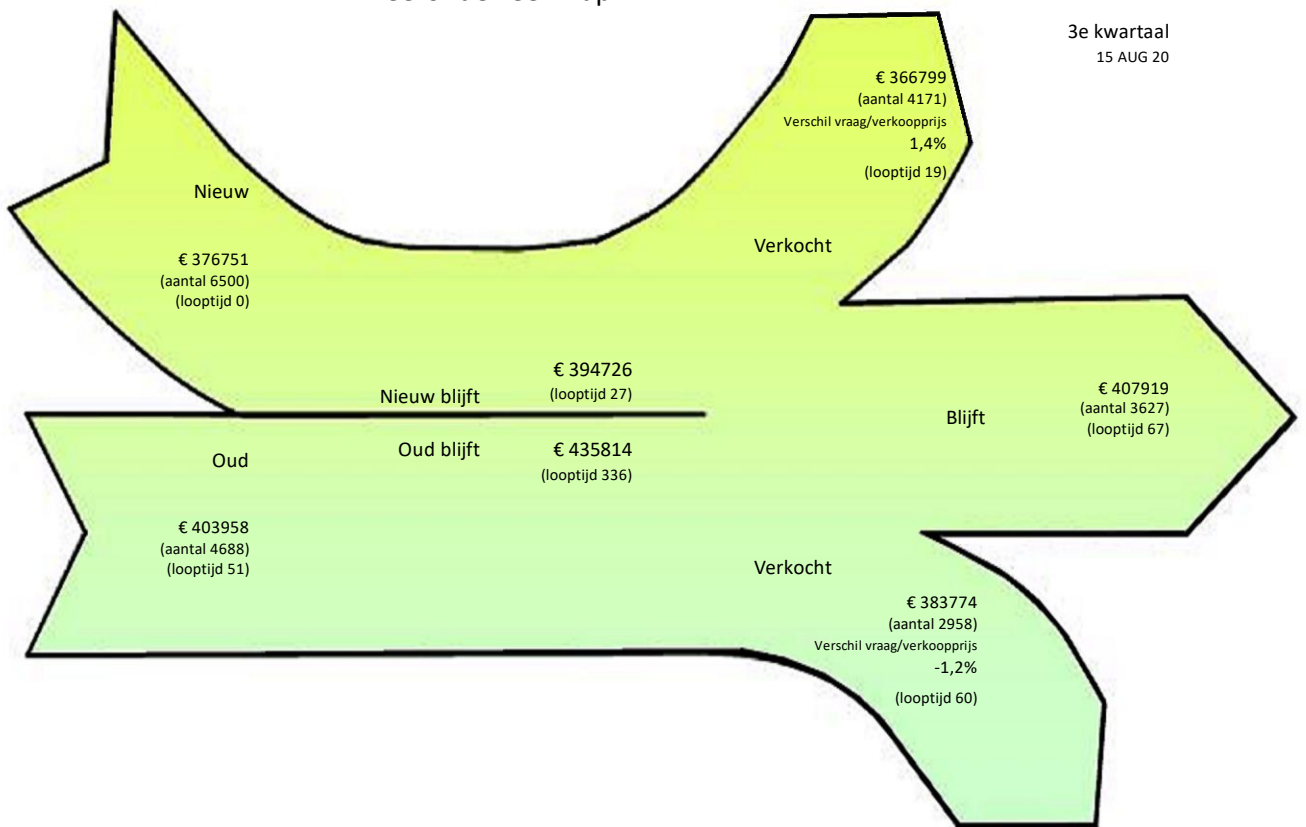 3e kwartaal
15 AUG 20
€ 366799
(aantal 4171)
Verschil vraag/verkoopprijs
1,4%
(looptijd 19)
Nieuw
€ 376751
(aantal 6500)
(looptijd 0)
Verkocht
€ 394726
Nieuw blijft
(looptijd 27)
€ 407919
(aantal 3627)
(looptijd 67)
Blijft
Oud blijft
€ 435814
(looptijd 336)
Oud
€ 403958
(aantal 4688)
(looptijd 51)
Verkocht
€ 383774
(aantal 2958)
Verschil vraag/verkoopprijs
-1,2%
(looptijd 60)